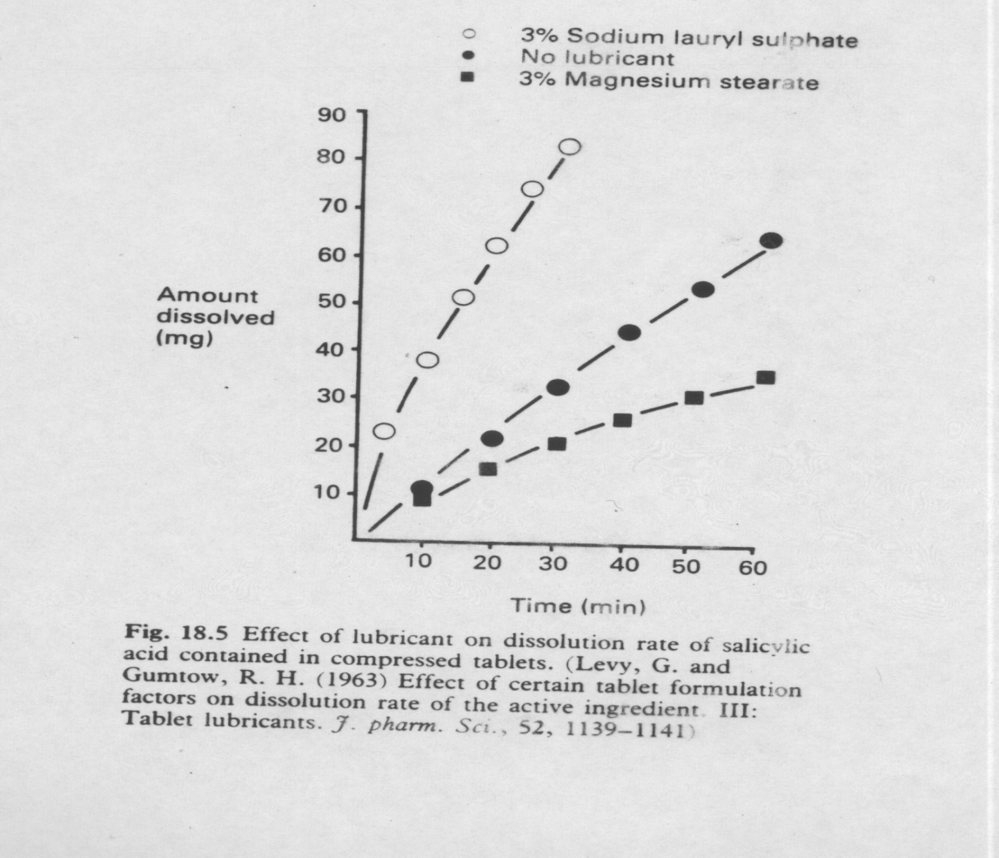 3% Sodium lauryl sulphate
No lubricant
3% Magnesium stearate
90
80
70
60
50
40
30
20
10
Amount
dissolved
(mg)
10 20 30 40 50 60
Time (min)
Fig. 18.5 Effect of lubricant on dissolution rate of salicylic
acid contained in compressed tablets. (Levy, G. and
Gumtow, R. H. (1963) Effect of certain tablet formulation
factors on dissolution rate of the active ingredient. III:
Tablet lubricants. J. pharm. Sci., 52, 1139–1141)